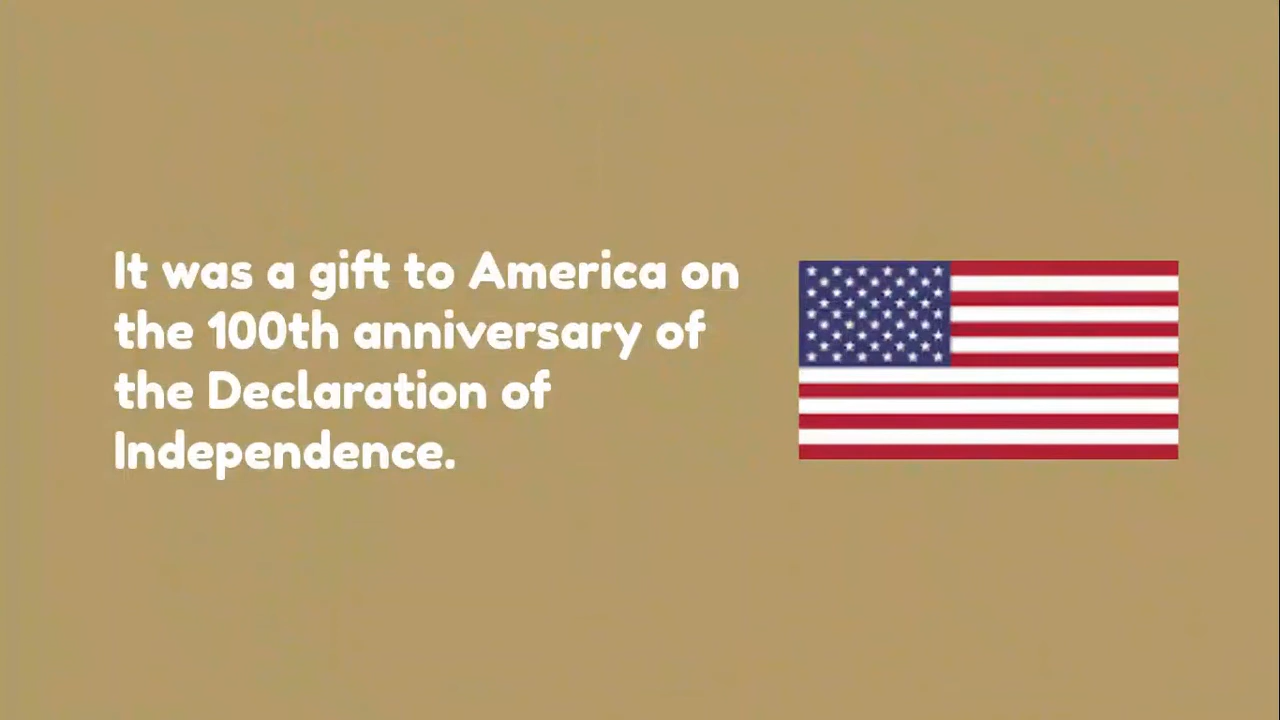 It was a gift to America on
the 100th anniversary of
the Declaration of
Independence.